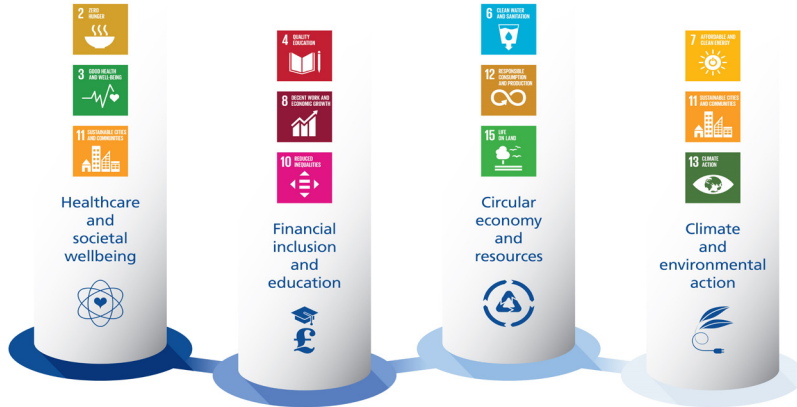 2 ZERO
HUNGER
3 GOOD HEALTH
AND WELL-BEING
11 SUSTAINABLE CITIES
AND COMMUNITIES
Healthcare
and
societal
wellbeing
4 QUALITY
EDUCATION
8 DECENT WORK AND
ECONOMIC GROWTH
10 REDUCED
INEQUALITIES
Financial
inclusion
and
education
£
6 CLEAN WATER
AND SANITATION
12 RESPONSIBLE
CONSUMPTION
AND PRODUCTION
15 LIFE
ON LAND
Circular
economy
and
resources
7 AFFORDABLE AND
CLEAN ENERGY
11 SUSTAINABLE CITIES
AND COMMUNITIES
13 CLIMATE
ACTION
Climate
and
environmental
action